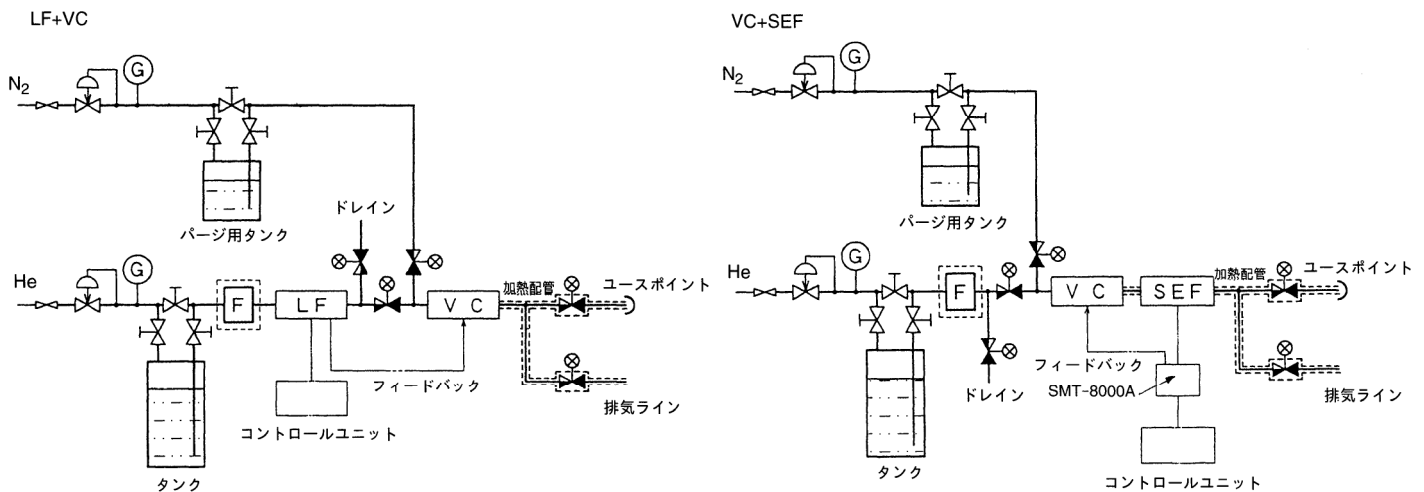 LF+VC
N2
G
パージ用タンク
ドレイン
He
G
F
LF
VC
加熱配管
ユースポイント
フィードバック
排気ライン
コントロールユニット
タンク
VC+SEF
N2
G
パージ用タンク
He
G
F
VC
SEF
加熱配管
ユースポイント
ドレイン
フィードバック
SMT-8000A
排気ライン
コントロールユニット
タンク